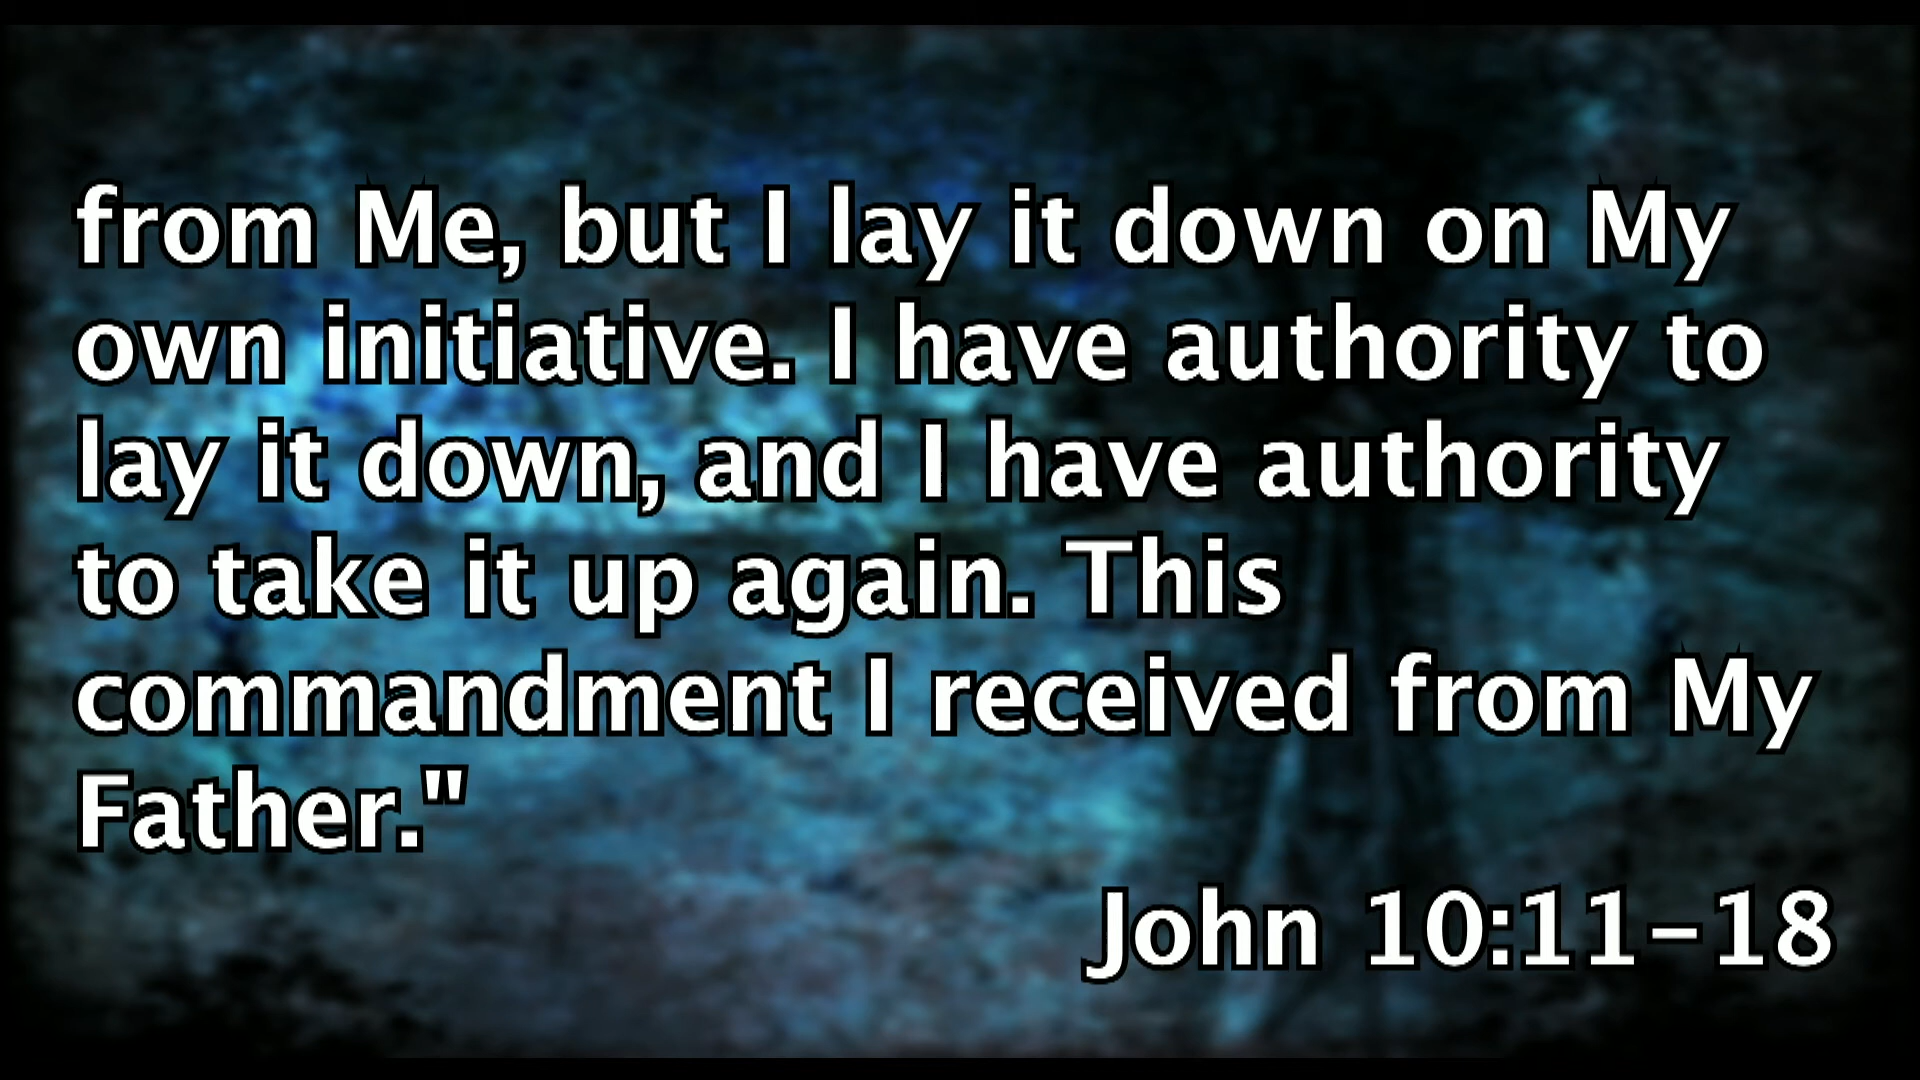 from Me, but I lay it down on My
own initiative. I have authority to
lay it down, and I have authority
to take it up again. This
commandment I received from My
Father."
John 10:11-18